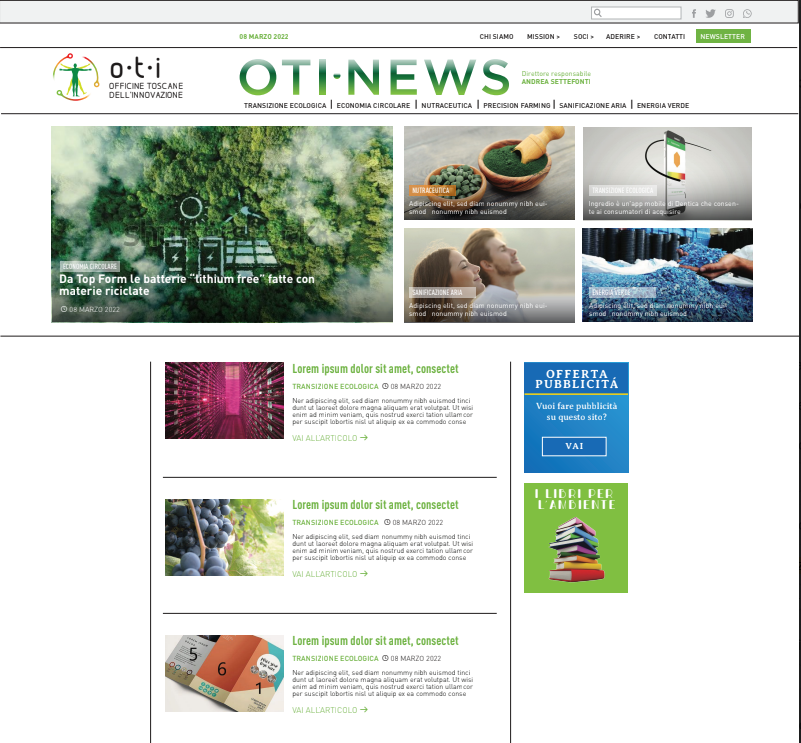 08 MARZO 2022
CHI SIAMO MISSION > SOCI > ADERIRE > CONTATTI NEWSLETTER
o·t·i
OFFICINE TOSCANE
DELL'INNOVAZIONE
OTI·NEWS
Direttore responsabile
ANDREA SETTEFONTI
TRANSIZIONE ECOLOGICA | ECONOMIA CIRCOLARE | NUTRACEUTICA | PRECISION FARMING | SANIFICAZIONE ARIA | ENERGIA VERDE
ECONOMIA CIRCOLARE
Da Top Form le batterie “lithium free” fatte con
materie riciclate
08 MARZO 2022
NUTRACEUTICA
Adipiscing elit, sed diam nonummy nibh eui-
smod nonummy nibh euismod
TRANSIZIONE ECOLOGICA
Ingredio è un'app mobile di Dentica che consen-
te ai consumatori di acquisire
SANIFICAZIONE ARIA
Adipiscing elit, sed diam nonummy nibh eui-
smod nonummy nibh euismod
ENERGIA VERDE
Adipiscing elit, sed diam nonummy nibh eui-
smod nonummy nibh euismod
Lorem ipsum dolor sit amet, consectet
TRANSIZIONE ECOLOGICA 08 MARZO 2022
Ner adipiscing elit, sed diam nonummy nibh euismod tinci
dunt ut laoreet dolore magna aliquam erat volutpat. Ut wisi
enim ad minim veniam, quis nostrud exerci tation ullamcor
per suscipit lobortis nisl ut aliquip ex ea commodo conse
VAI ALL'ARTICOLO →
Lorem ipsum dolor sit amet, consectet
TRANSIZIONE ECOLOGICA 08 MARZO 2022
Ner adipiscing elit, sed diam nonummy nibh euismod tinci
dunt ut laoreet dolore magna aliquam erat volutpat. Ut wisi
enim ad minim veniam, quis nostrud exerci tation ullamcor
per suscipit lobortis nisl ut aliquip ex ea commodo conse
VAI ALL'ARTICOLO →
5
6
1
Lorem ipsum dolor sit amet, consectet
TRANSIZIONE ECOLOGICA 08 MARZO 2022
Ner adipiscing elit, sed diam nonummy nibh euismod tinci
dunt ut laoreet dolore magna aliquam erat volutpat. Ut wisi
enim ad minim veniam, quis nostrud exerci tation ullamcor
per suscipit lobortis nisl ut aliquip ex ea commodo conse
VAI ALL'ARTICOLO →
OFFERTA
PUBBLICITÁ
Vuoi fare pubblicità
su questo sito?
VAI
I LIBRI PER
L'AMBIENTE